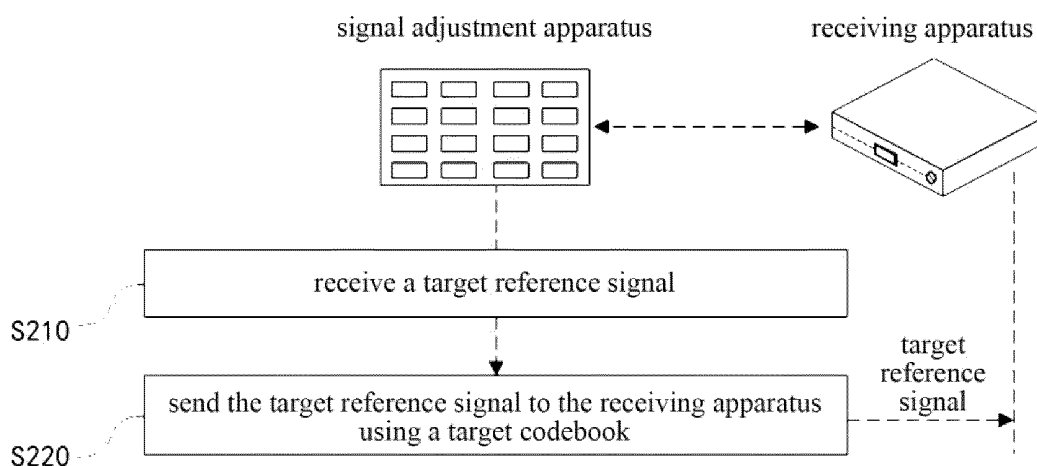 signal adjustment apparatus
receiving apparatus
receive a target reference signal
S210
send the target reference signal to the receiving apparatus
using a target codebook
S220
target
reference
signal